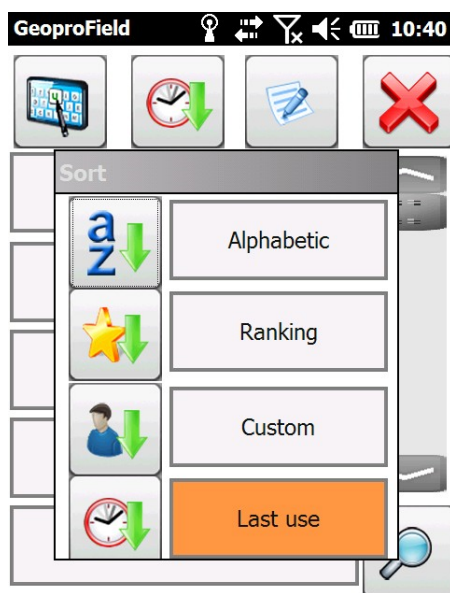 GeoproField 10:40
Sort
Alphabetic
Ranking
Custom
Last use